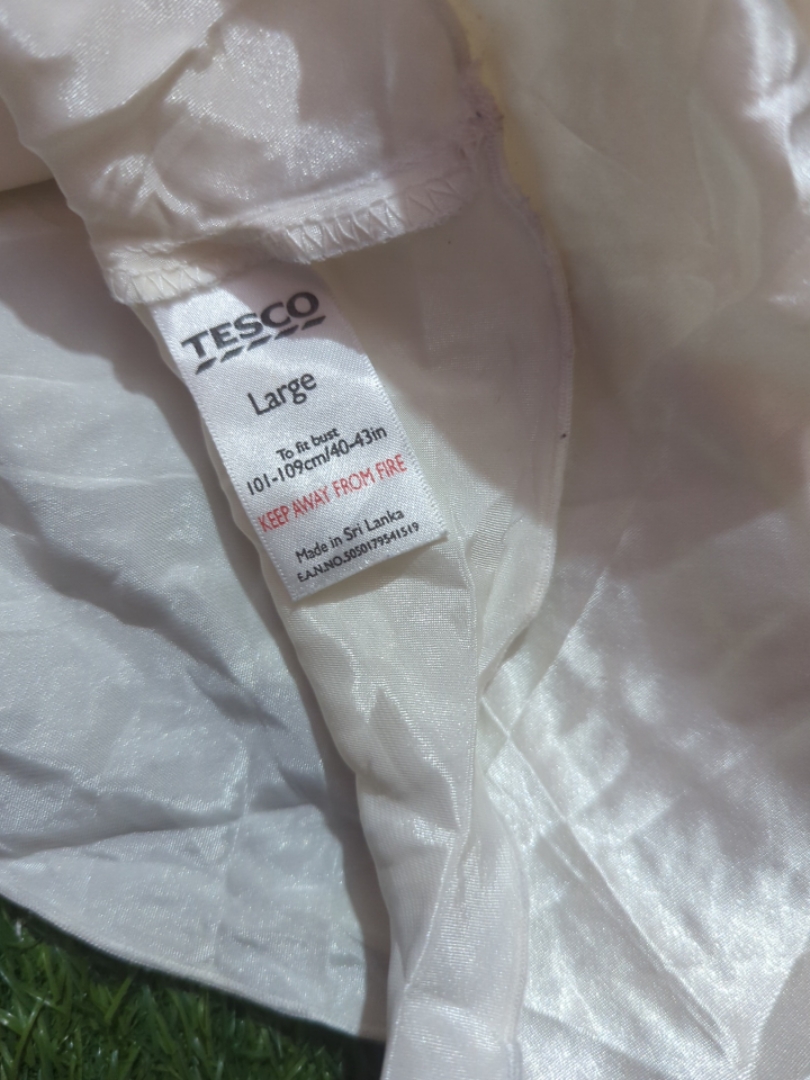 TESCO
Large
To fit bust
101-109cm/40-43in
KEEP AWAY FROM FIRE
Made in Sri Lanka
E.A.N.NO.5050179541519